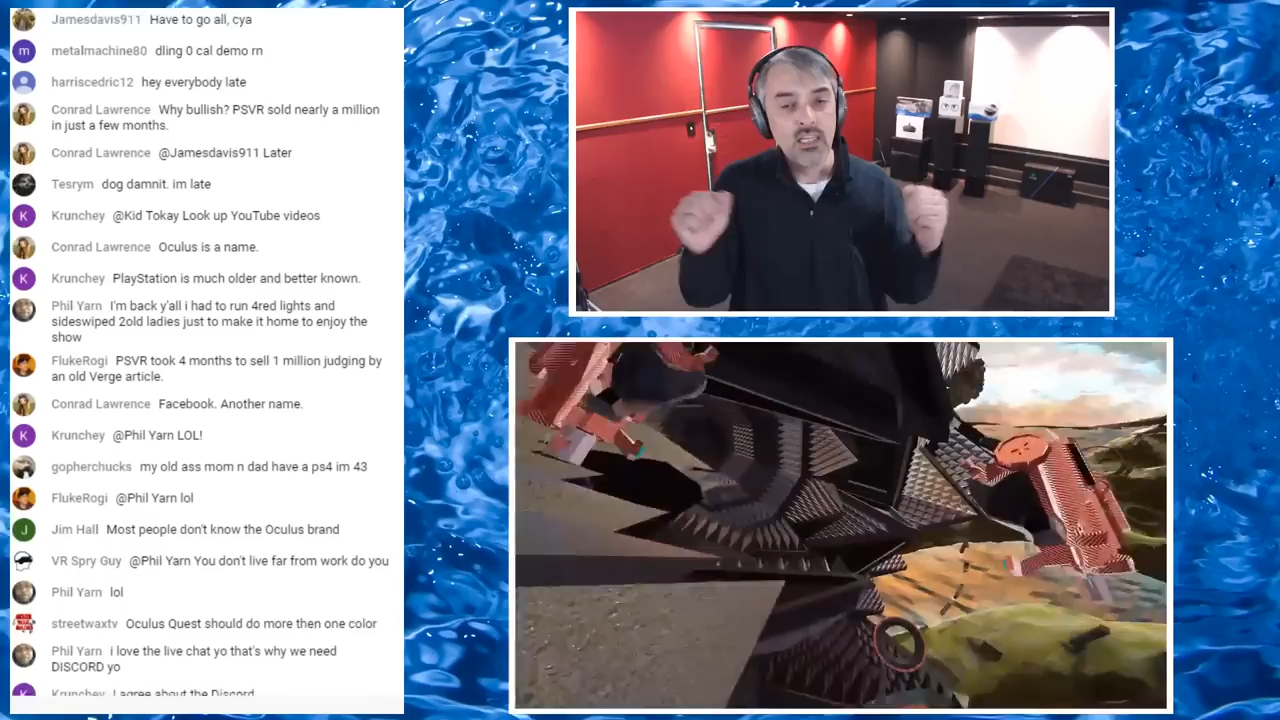 Jamesdavis911 Have to go all, cya
m metalmachine80 dling 0 cal demo rn
harriscedric12 hey everybody late
Conrad Lawrence Why bullish? PSVR sold nearly a million
in just a few months.
Conrad Lawrence @Jamesdavis911 Later
Tesrym dog damnit. im late
K Krunchey @Kid Tokay Look up YouTube videos
Conrad Lawrence Oculus is a name.
K Krunchey PlayStation is much older and better known.
Phil Yarn I'm back y'all i had to run 4red lights and
sideswiped 2old ladies just to make it home to enjoy the
show
FlukeRogi PSVR took 4 months to sell 1 million judging by
an old Verge article.
Conrad Lawrence Facebook. Another name.
K Krunchey @Phil Yarn LOL!
gopherchucks my old ass mom n dad have a ps4 im 43
FlukeRogi @Phil Yarn lol
J Jim Hall Most people don't know the Oculus brand
VR Spry Guy @Phil Yarn You don't live far from work do you
Phil Yarn lol
streetwaxtv Oculus Quest should do more then one color
Phil Yarn i love the live chat yo that's why we need
DISCORD yo
K Krunchey I agree about the Discord